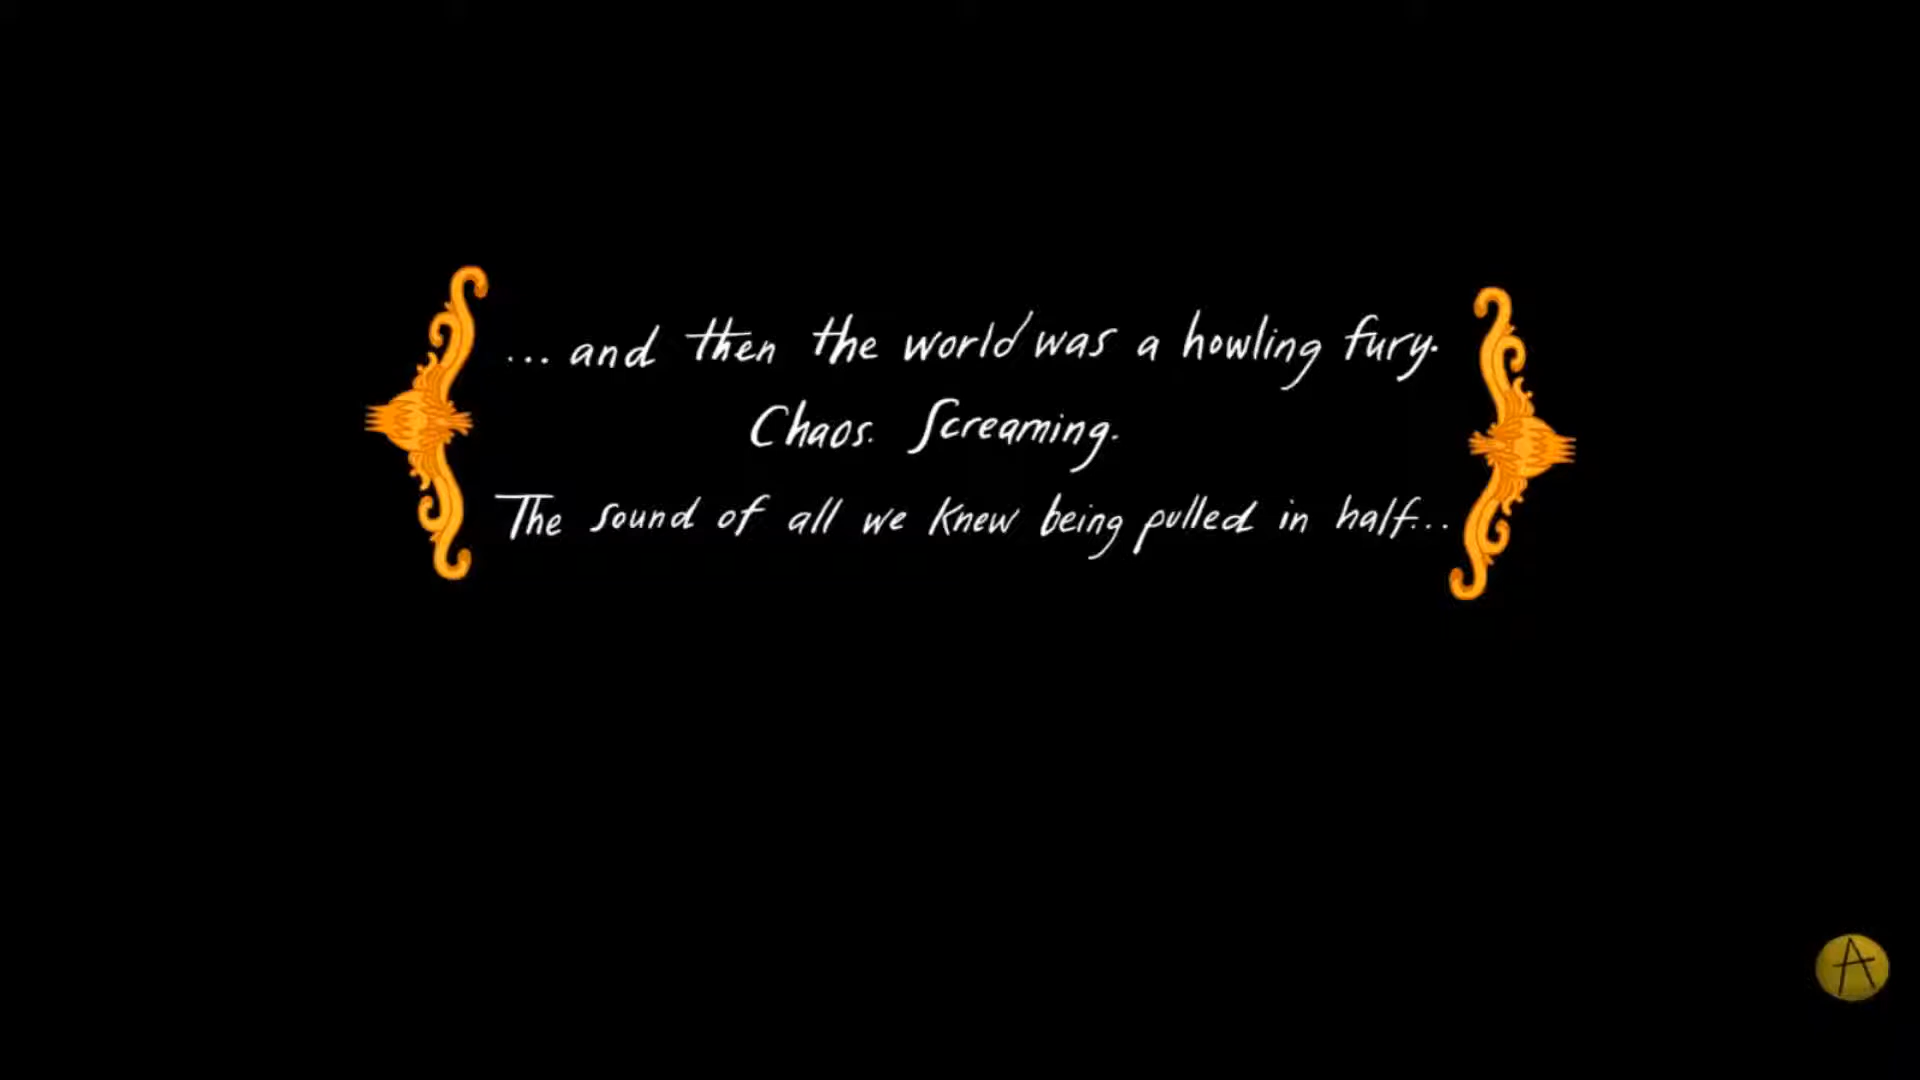 ... and then the world was a howling fury.
Chaos. Screaming.
The sound of all we knew being pulled in half...
A